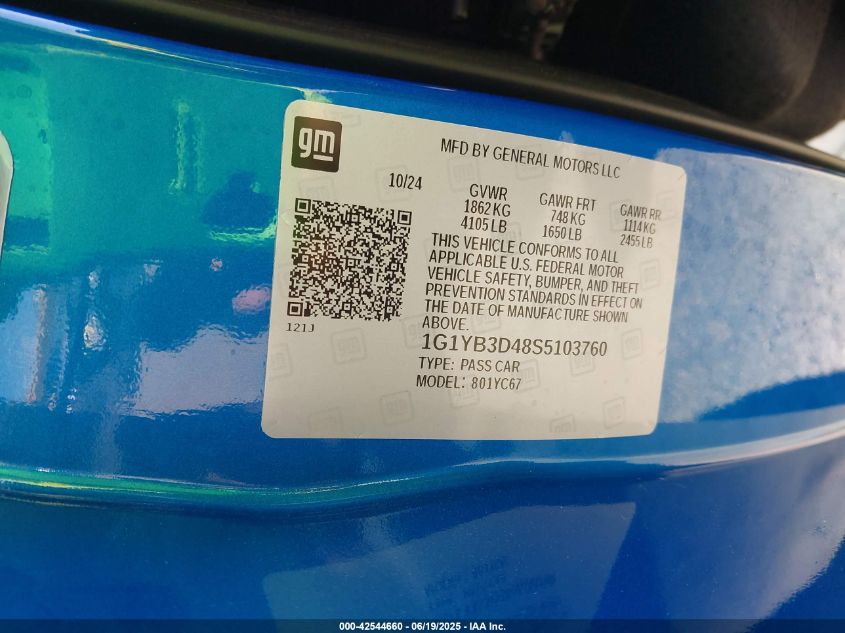 gm
MFD BY GENERAL MOTORS LLC
10/24
GVWR GAWR FRT GAWR RR
1862 KG 748 KG 1114 KG
4105 LB 1650 LB 2455 LB
THIS VEHICLE CONFORMS TO ALL
APPLICABLE U.S. FEDERAL MOTOR
VEHICLE SAFETY, BUMPER, AND THEFT
PREVENTION STANDARDS IN EFFECT ON
THE DATE OF MANUFACTURE SHOWN
ABOVE.
121J
1G1YB3D48S5103760
TYPE: PASS CAR
MODEL: 801YC67
000-42544660 - 06/19/2025 - IAA Inc.